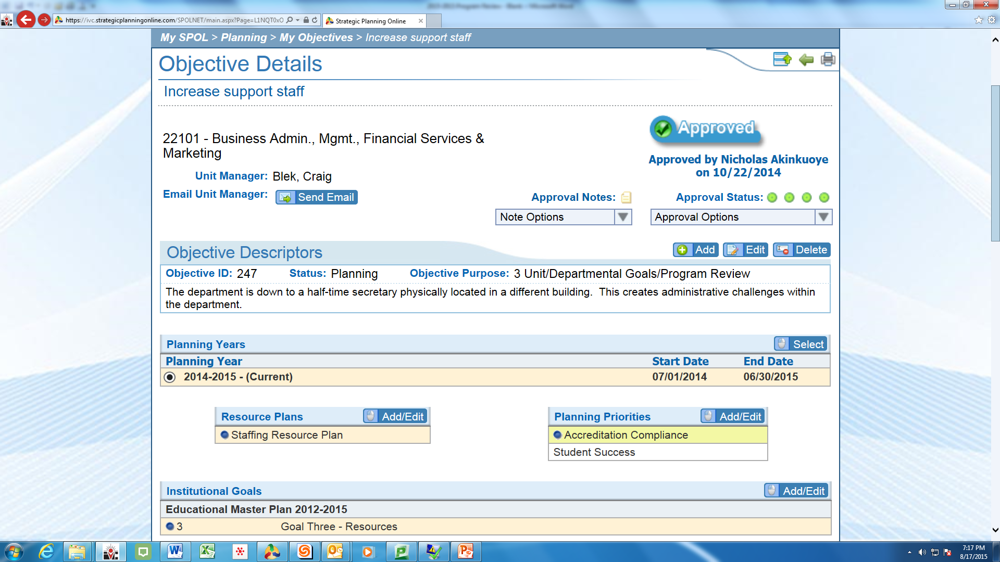 2012-2013 Program Review - Blank - Microsoft Word
https://ivc.strategicplanningonline.com/SPOLNET/main.aspx?Page=L1NQT0xO
Strategic Planning Online
My SPOL > Planning > My Objectives > Increase support staff
Objective Details
Increase support staff
Approved
22101 - Business Admin., Mgmt., Financial Services &
Marketing
Approved by Nicholas Akinkuoye
on 10/22/2014
Unit Manager: Blek, Craig
Email Unit Manager: Send Email
Approval Notes:
Approval Status:
Note Options
Approval Options
Objective Descriptors
Add Edit Delete
Objective ID: 247 Status: Planning Objective Purpose: 3 Unit/Departmental Goals/Program Review
The department is down to a half-time secretary physically located in a different building.  This creates administrative challenges within
the department.
Planning Years
Select
Planning Year Start Date End Date
2014-2015 - (Current) 07/01/2014 06/30/2015
Resource Plans Add/Edit
Staffing Resource Plan
Planning Priorities Add/Edit
Accreditation Compliance
Student Success
Institutional Goals Add/Edit
Educational Master Plan 2012-2015
3 Goal Three - Resources
7:17 PM
8/17/2015